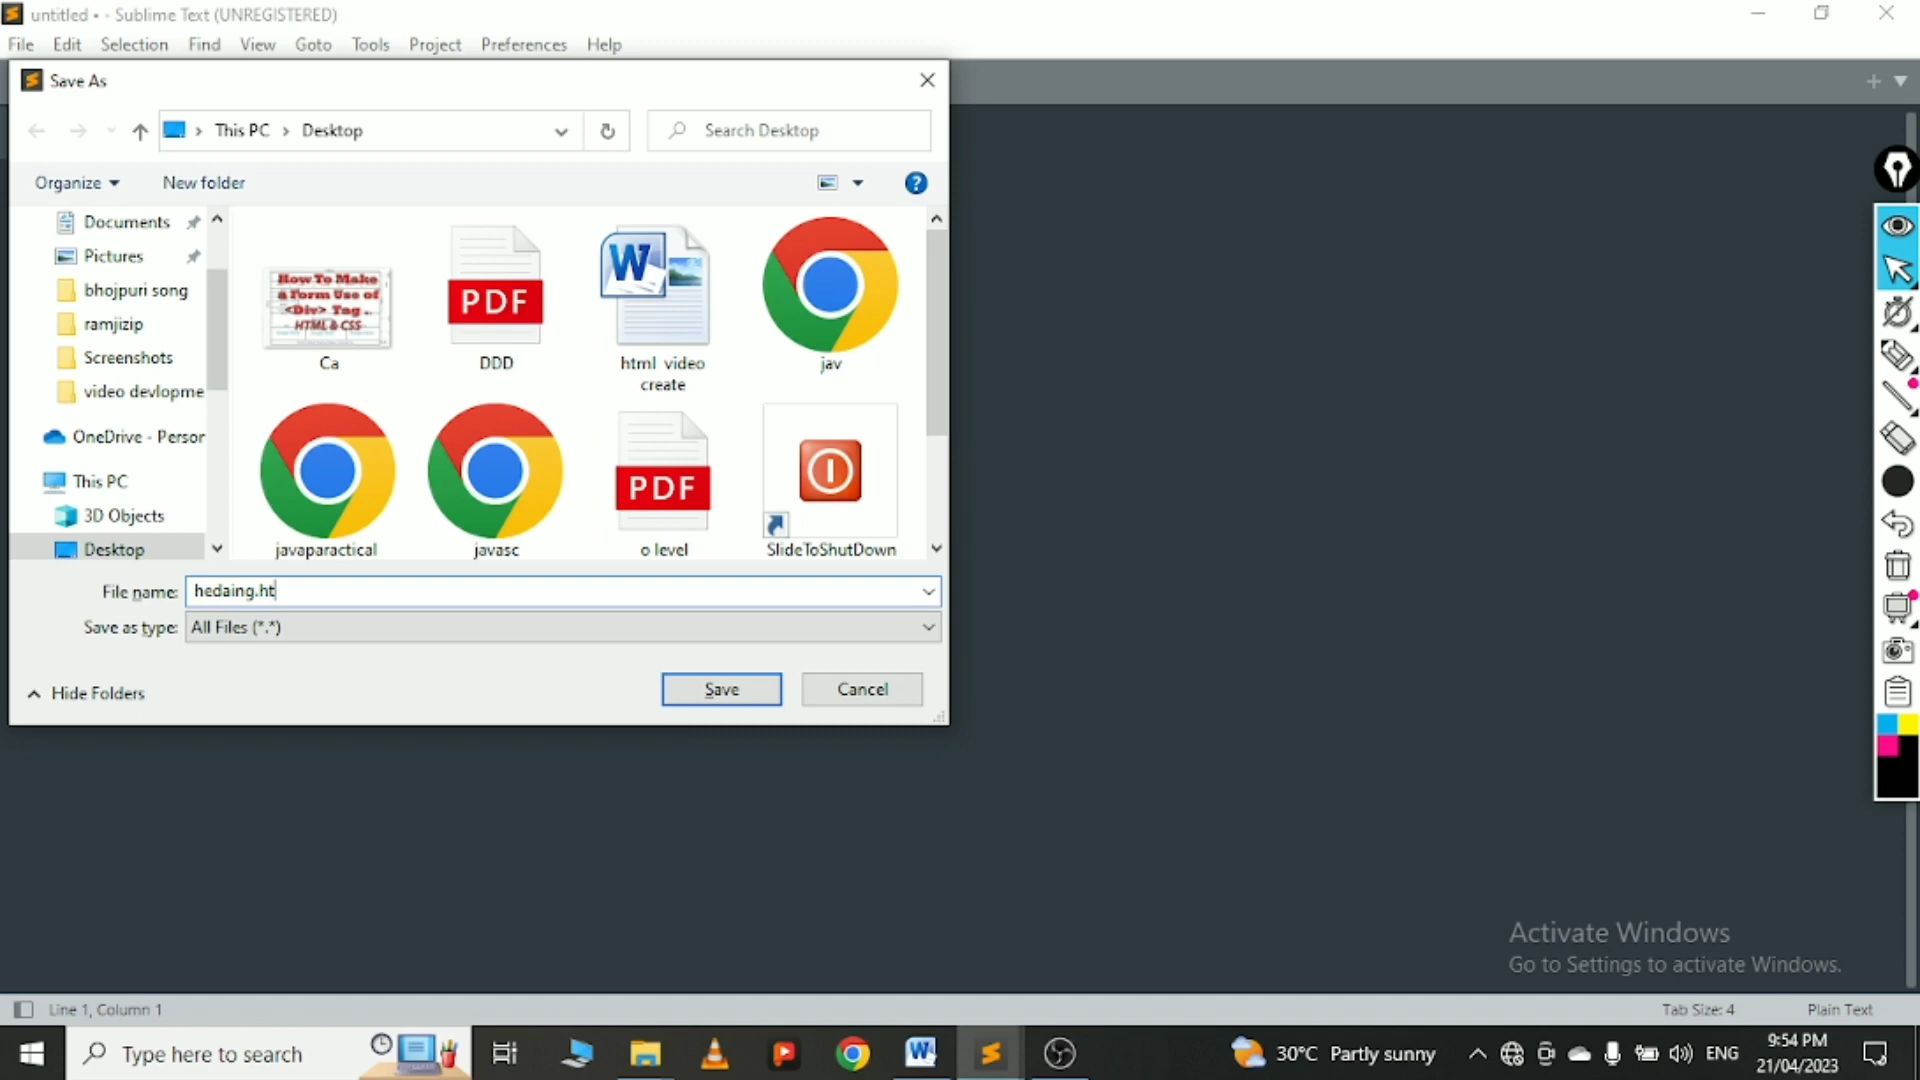 untitled • - Sublime Text (UNREGISTERED)
File Edit Selection Find View Goto Tools Project Preferences Help
Save As
This PC > Desktop
Search Desktop
Organize New folder
Documents
Pictures
bhojpuri song
ramjizip
Screenshots
video devlopme
OneDrive - Person
This PC
3D Objects
Desktop
How To Make
a Form Use of
<Div> Tag ..
HTML & CSS
Ca
PDF
DDD
W
html video
create
jav
javaparactical
javasc
PDF
o level
SlideToShutDown
File name: hedaing.ht
Save as type: All Files (*.*)
Hide Folders
Save
Cancel
Activate Windows
Go to Settings to activate Windows.
Line 1, Column 1
Tab Size: 4
Plain Text
Type here to search
30°C Partly sunny
ENG
9:54 PM
21/04/2023